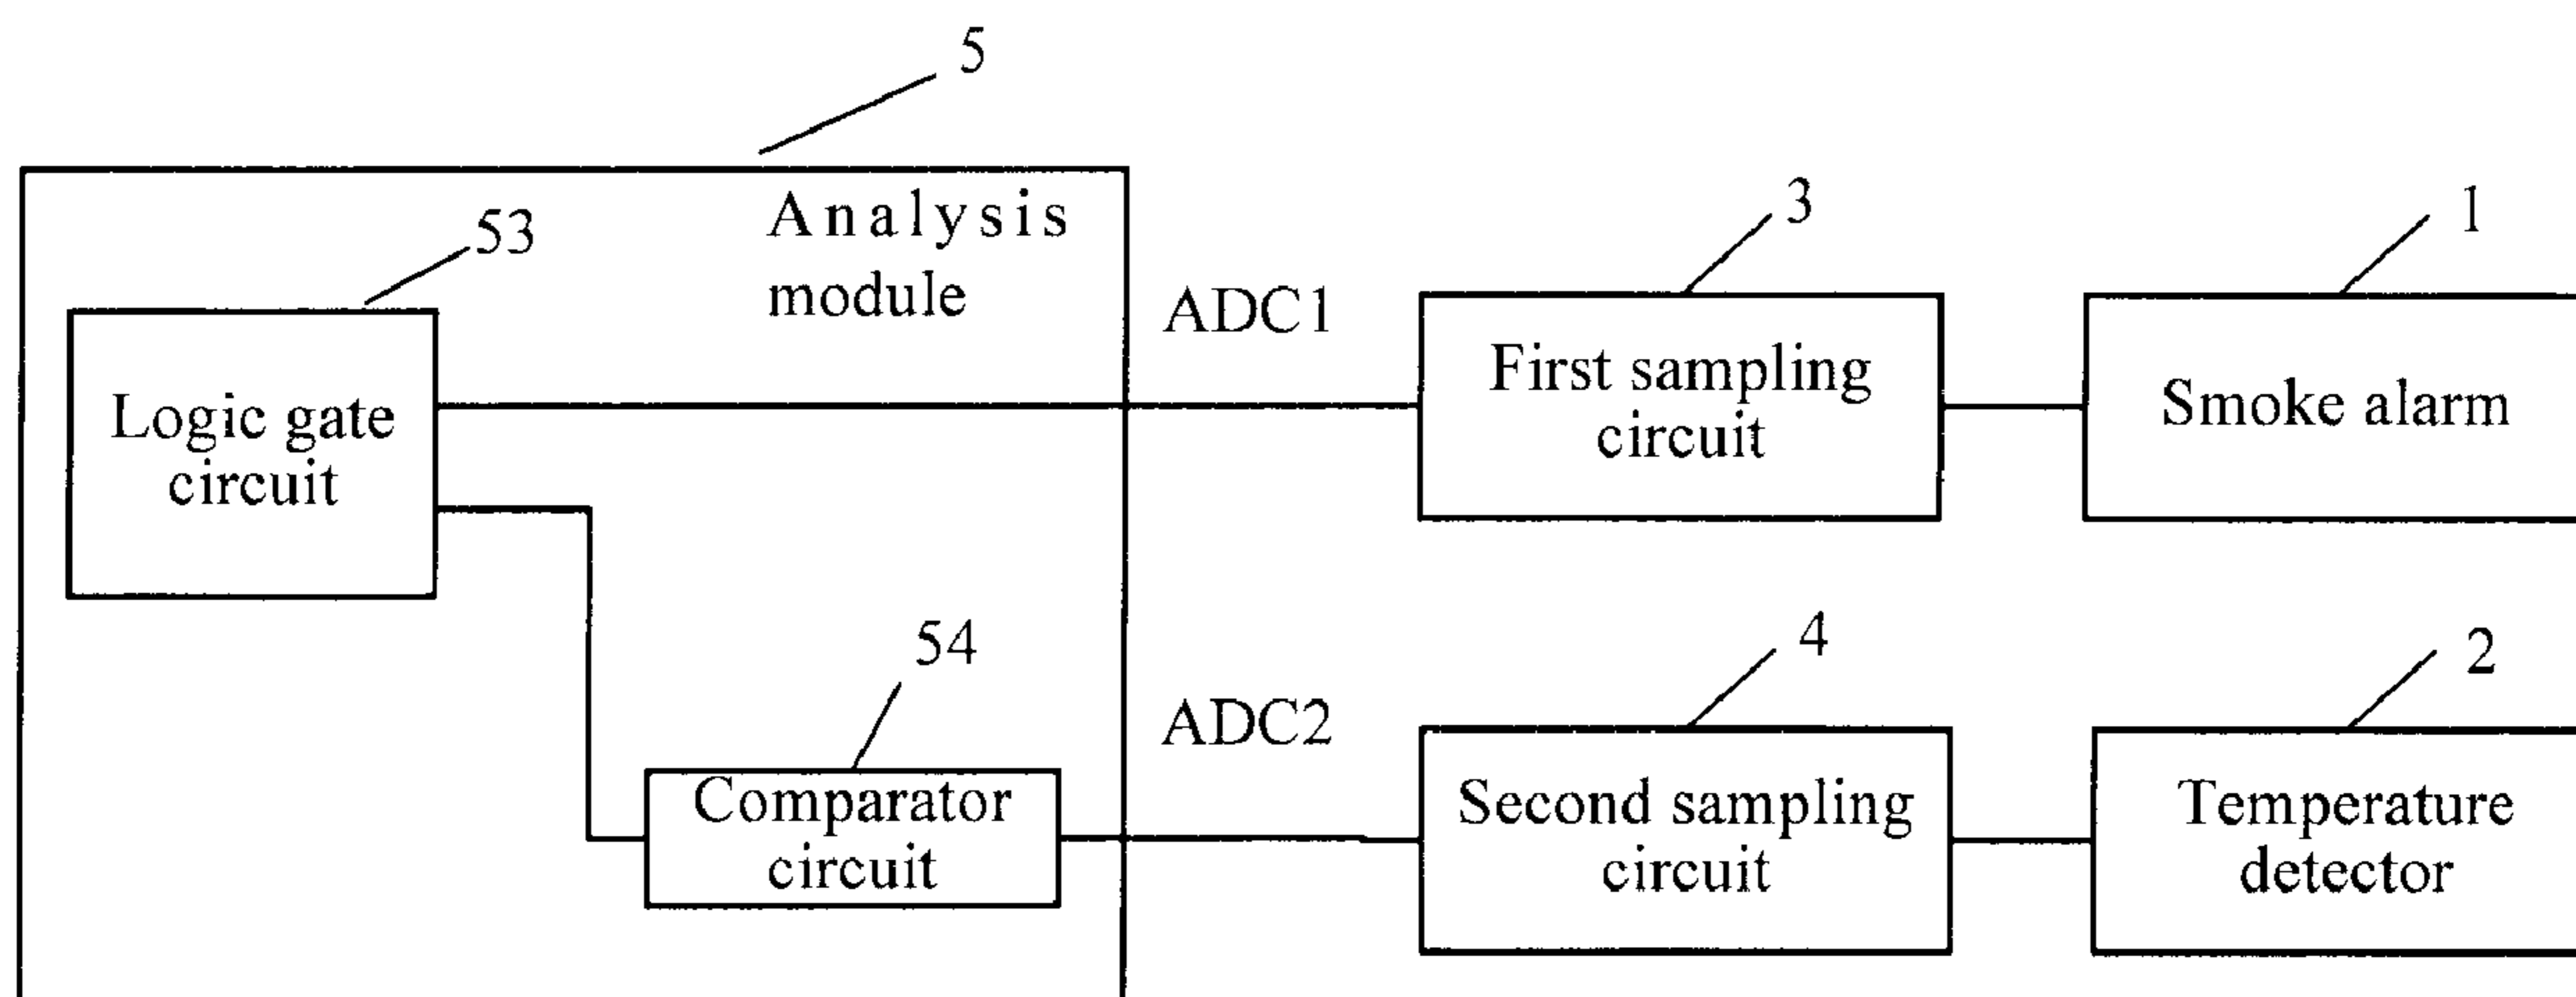 5
Analysis
module
53
Logic gate
circuit
ADC1
3
First sampling
circuit
1
Smoke alarm
54
Comparator
circuit
ADC2
4
Second sampling
circuit
2
Temperature
detector